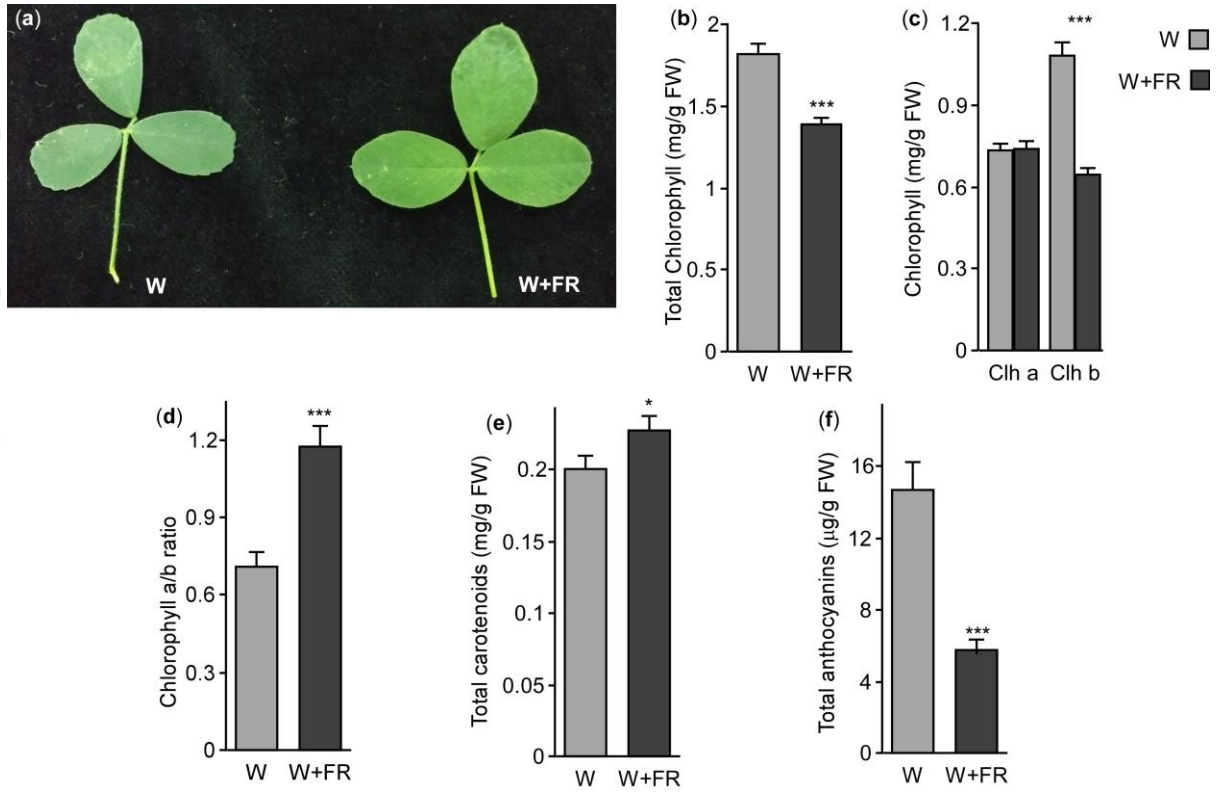 (a)
W
W+FR
(b)
Total Chlorophyll (mg/g FW)
2
1.5
1
0.5
0
***
W W+FR
(c)
Chlorophyll (mg/g FW)
1.2
0.9
0.6
0.3
0
***
Clh a Clh b
W
W+FR
(d)
Chlorophyll a/b ratio
1.2
0.9
0.6
0.3
0
***
W W+FR
(e)
Total carotenoids (mg/g FW)
0.2
0.15
0.1
0.05
0
*
W W+FR
(f)
Total anthocyanins (µg/g FW)
16
12
8
4
0
***
W W+FR